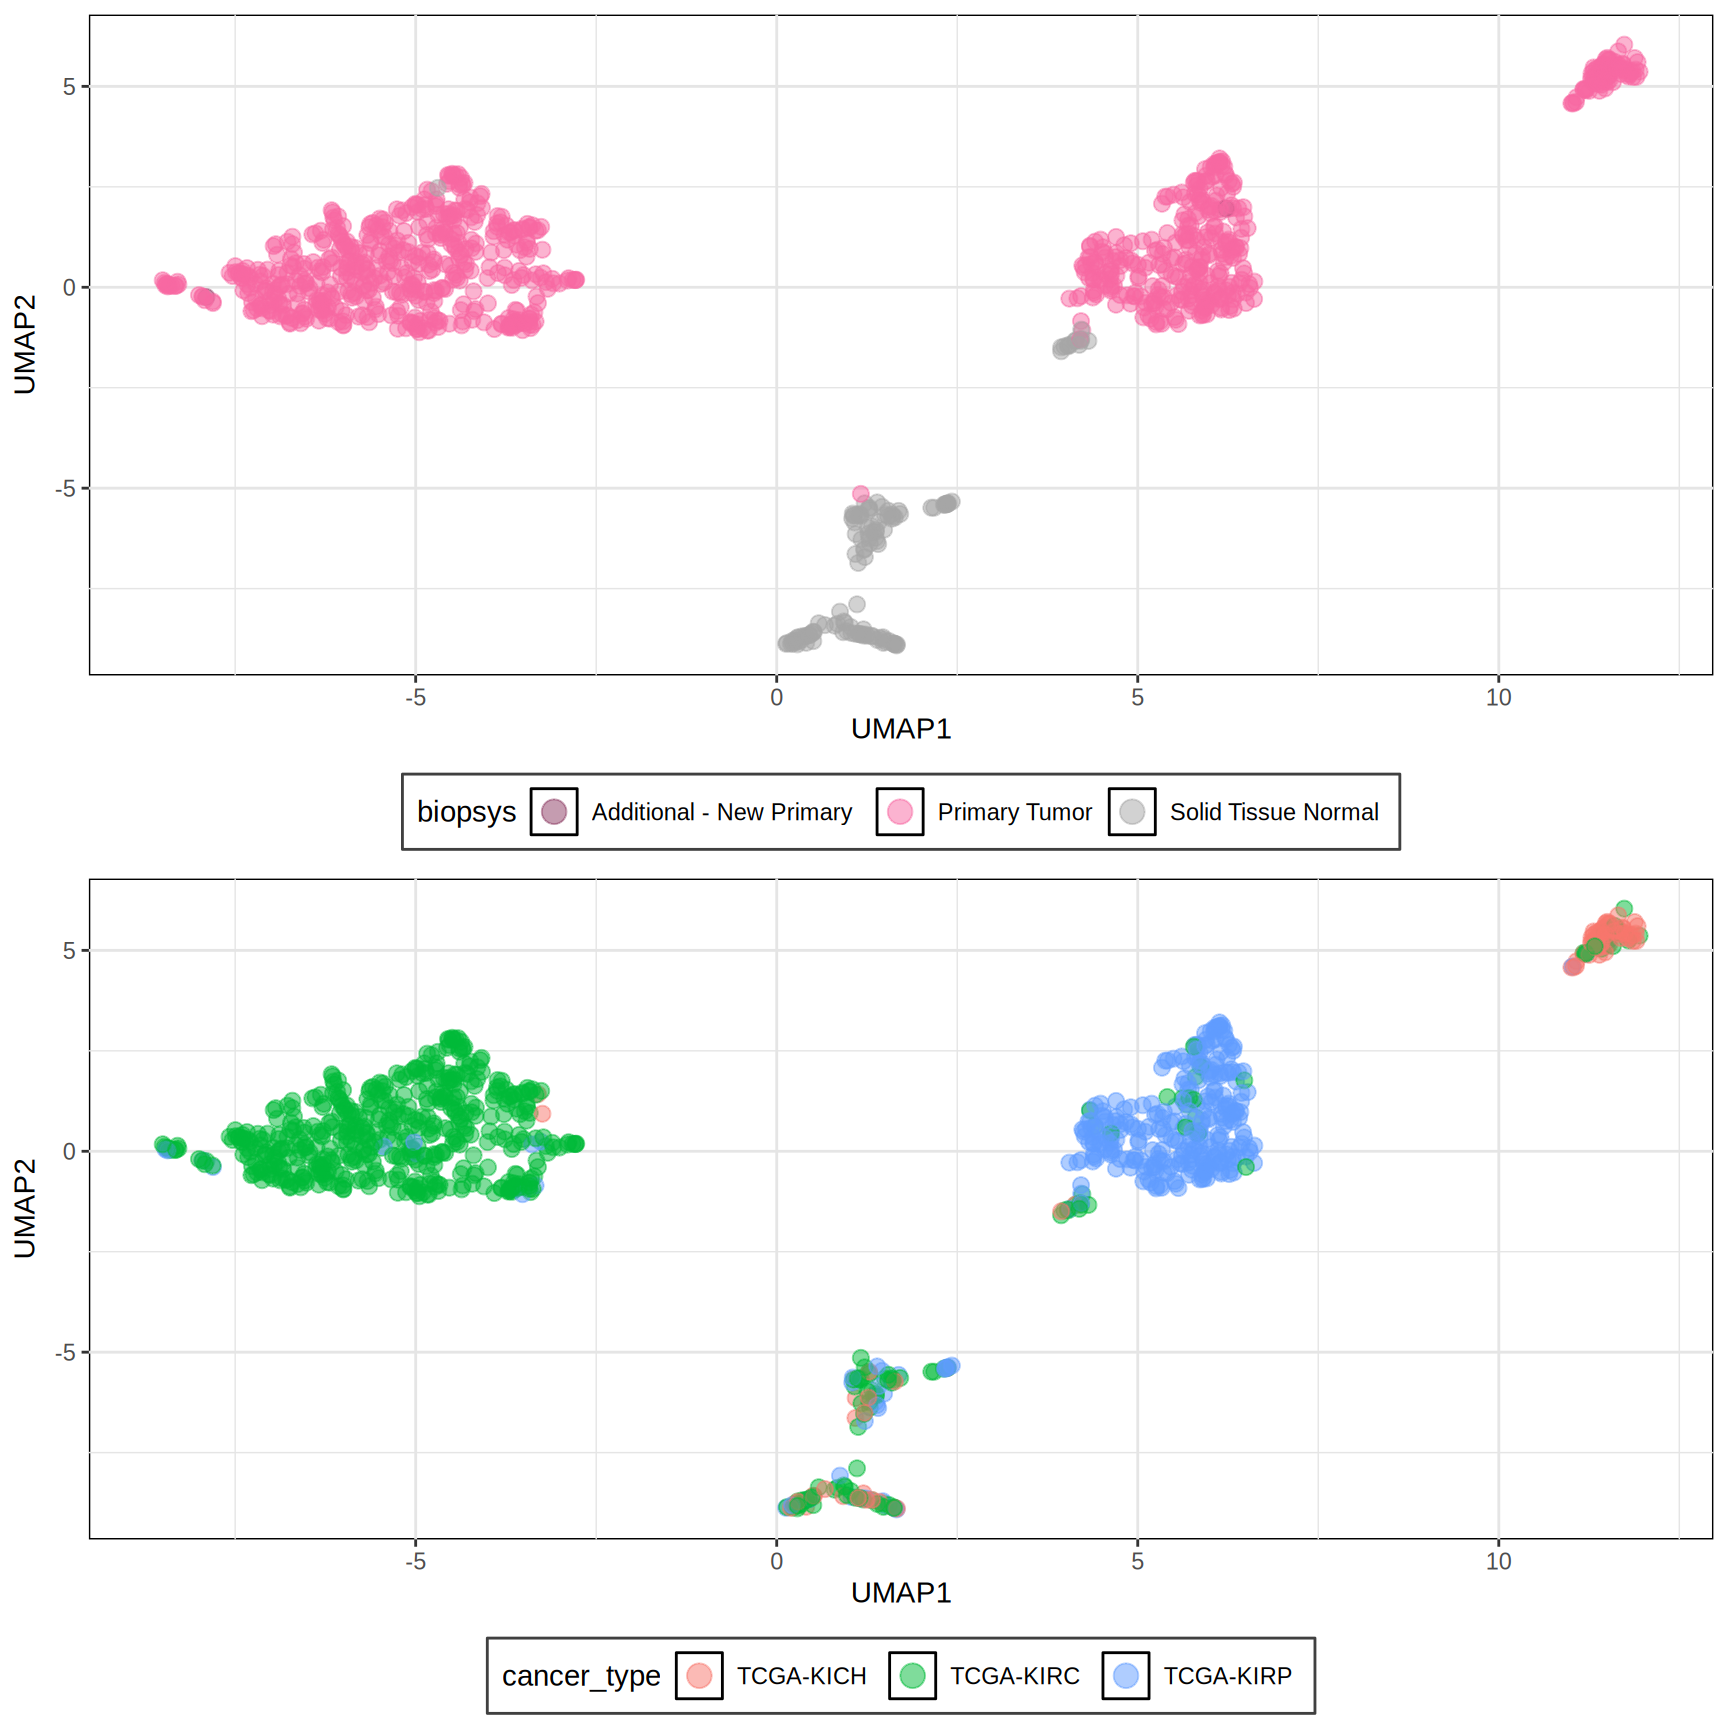 5
0
-5
UMAP2
-5 0 5 10
UMAP1
biopsys Additional - New Primary Primary Tumor Solid Tissue Normal
5
0
-5
UMAP2
-5 0 5 10
UMAP1
cancer_type TCGA-KICH TCGA-KIRC TCGA-KIRP